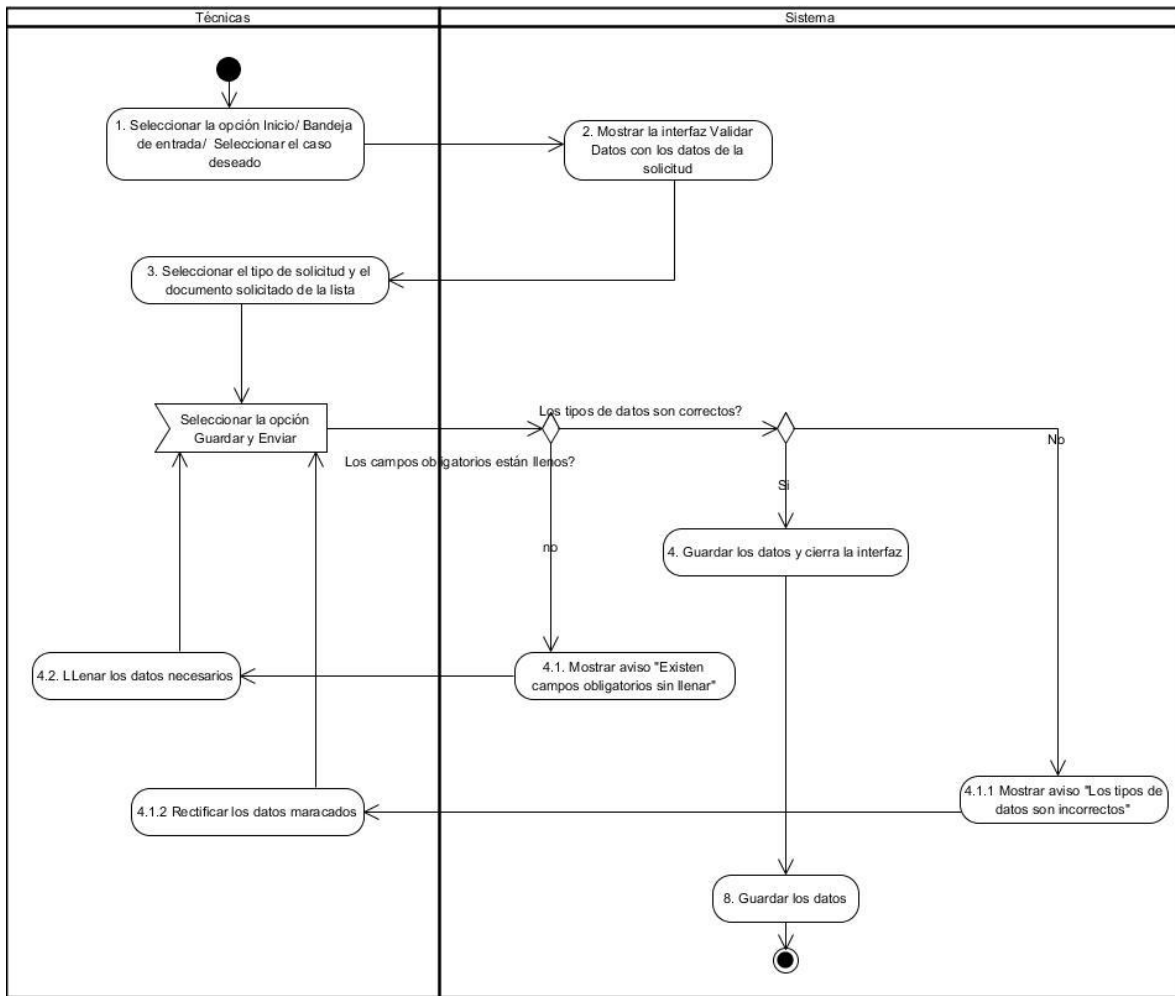 Técnicas
Sistema
1. Seleccionar la opción Inicio/ Bandeja
de entrada/ Seleccionar el caso
deseado
2. Mostrar la interfaz Validar
Datos con los datos de la
solicitud
3. Seleccionar el tipo de solicitud y el
documento solicitado de la lista
Seleccionar la opción
Guardar y Enviar
Los tipos de datos son correctos?
Los campos obligatorios están llenos?
No
Si
no
4. Guardar los datos y cierra la interfaz
4.2. LLenar los datos necesarios
4.1. Mostrar aviso "Existen
campos obligatorios sin llenar"
4.1.2 Rectificar los datos maracados
4.1.1 Mostrar aviso "Los tipos de
datos son incorrectos"
8. Guardar los datos